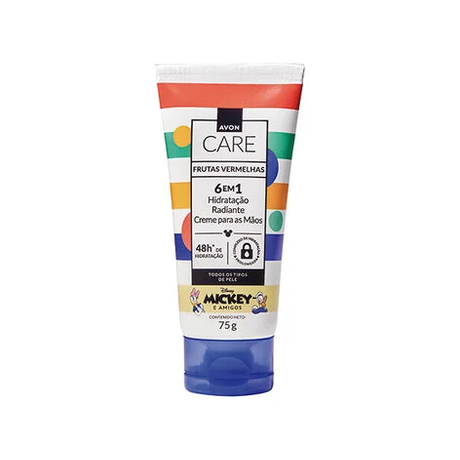 AVON
CARE
FRUTAS VERMELHAS
6 EM 1
Hidratação
Radiante
Creme para as Mãos
48h* DE
HIDRATAÇÃO
TODOS OS TIPOS
DE PELE
Disney
MICKEY
E AMIGOS
CONTENIDO NETO:
75 g